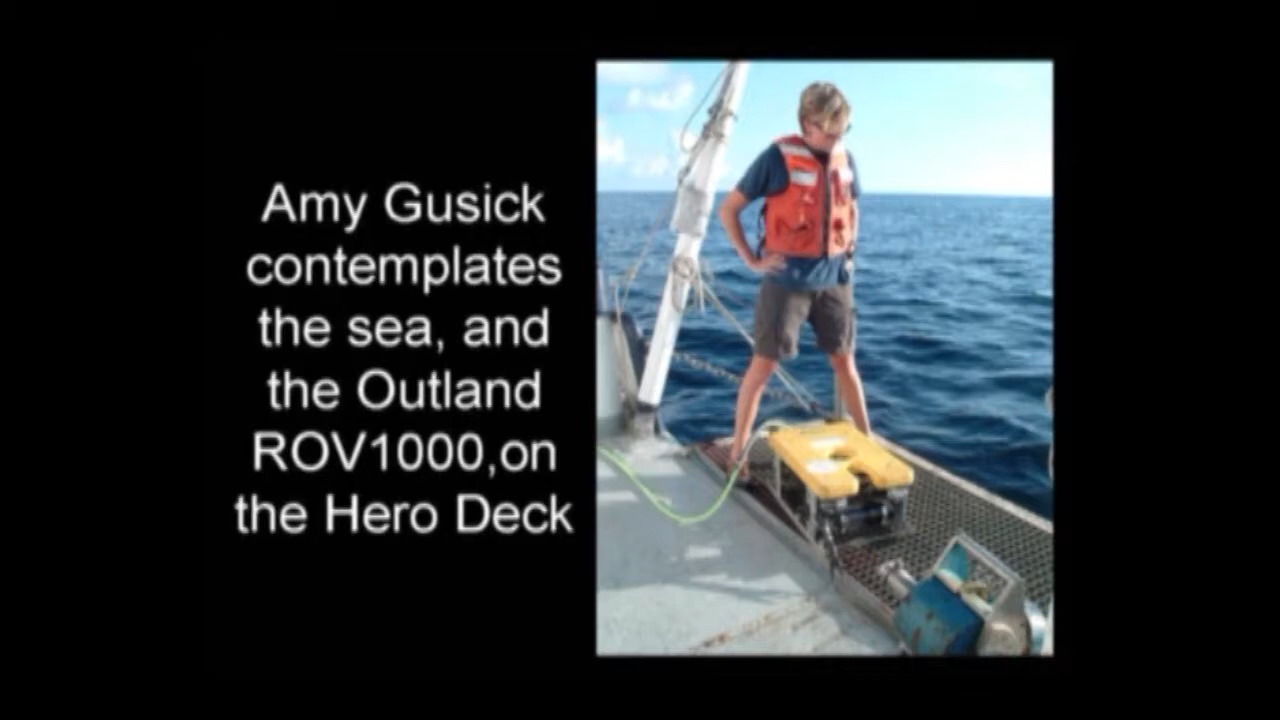 Amy Gusick
contemplates
the sea, and
the Outland
ROV1000,on
the Hero Deck